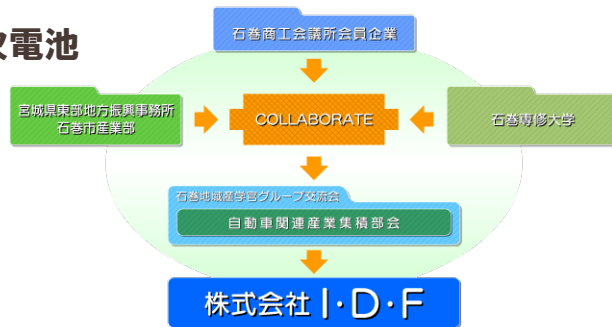 石巻商工会議所会員企業
電池
宮城県東部地方振興事務所
石巻市産業部
COLLABORATE
石巻専修大学
石巻地域産学官グループ交流会
自動車関連産業集積部会
株式会社 I・D・F